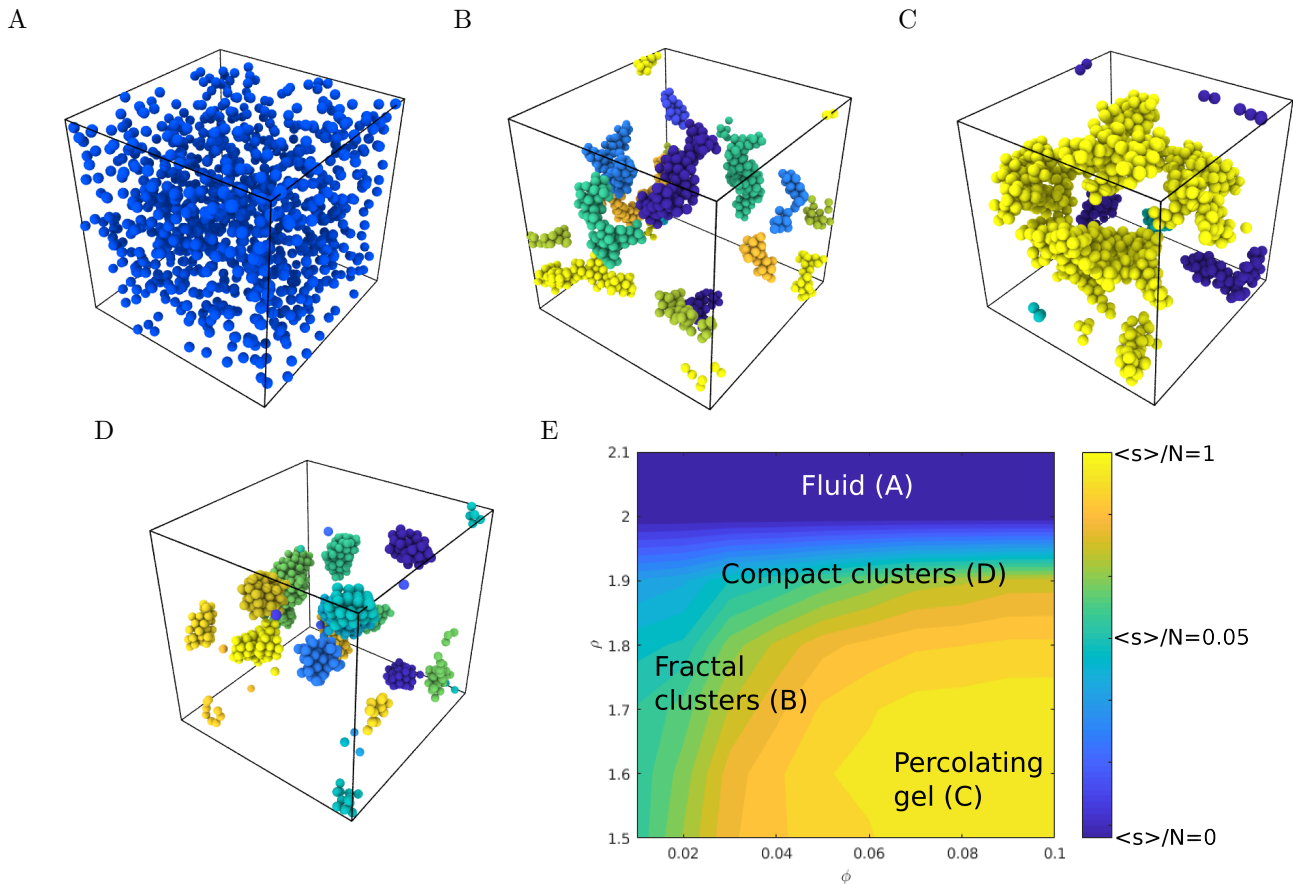 A
B
C
D
E
2.1
2
1.9
1.8
1.7
1.6
1.5
ρ
Fluid (A)
Compact clusters (D)
Fractal
clusters (B)
Percolating
gel (C)
0.02
0.04
0.06
0.08
0.1
ϕ
<s>/N=1
<s>/N=0.05
<s>/N=0